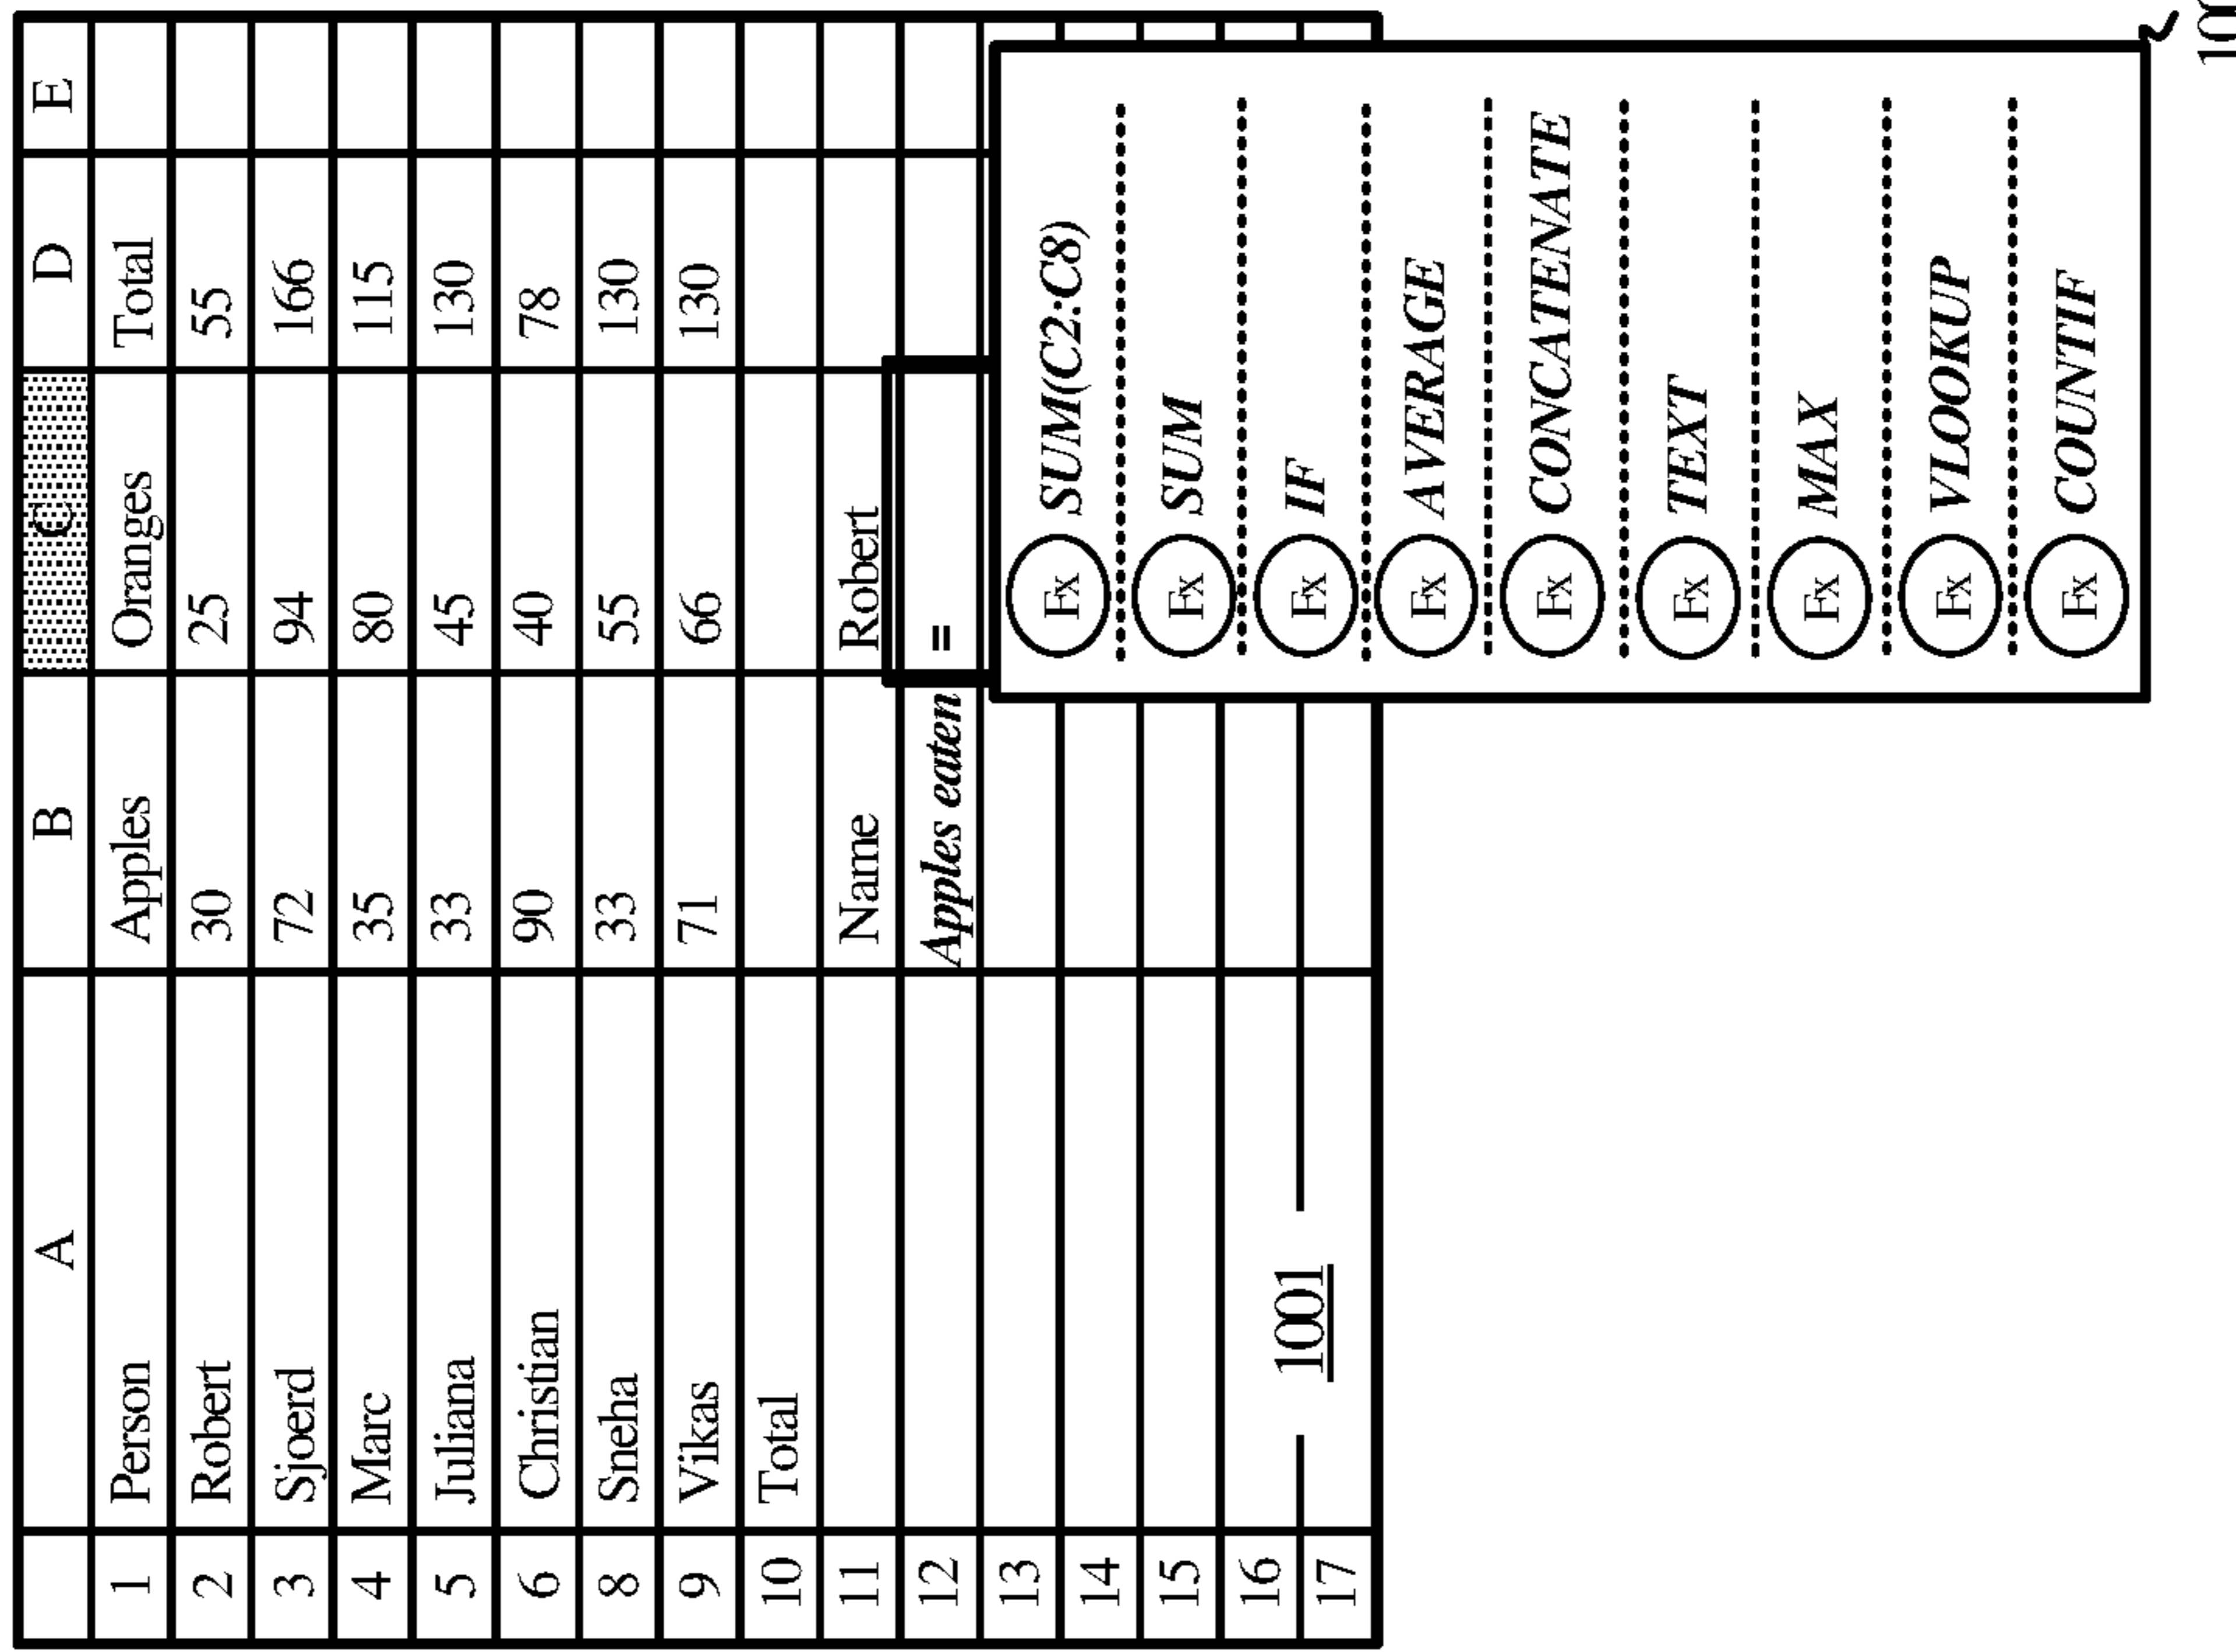 A B C D E
1 Person Apples Oranges Total
2 Robert 30 25 55
3 Sjoerd 72 94 166
4 Marc 35 80 115
5 Juliana 33 45 130
6 Christian 90 40 78
8 Sneha 33 55 130
9 Vikas 71 66 130
10 Total
11 Name Robert
12 Apples eaten =
13
14
15
16
17
1001
Fx SUM(C2:C8)
Fx SUM
Fx IF
Fx AVERAGE
Fx CONCATENATE
Fx TEXT
Fx MAX
Fx VLOOKUP
Fx COUNTIF